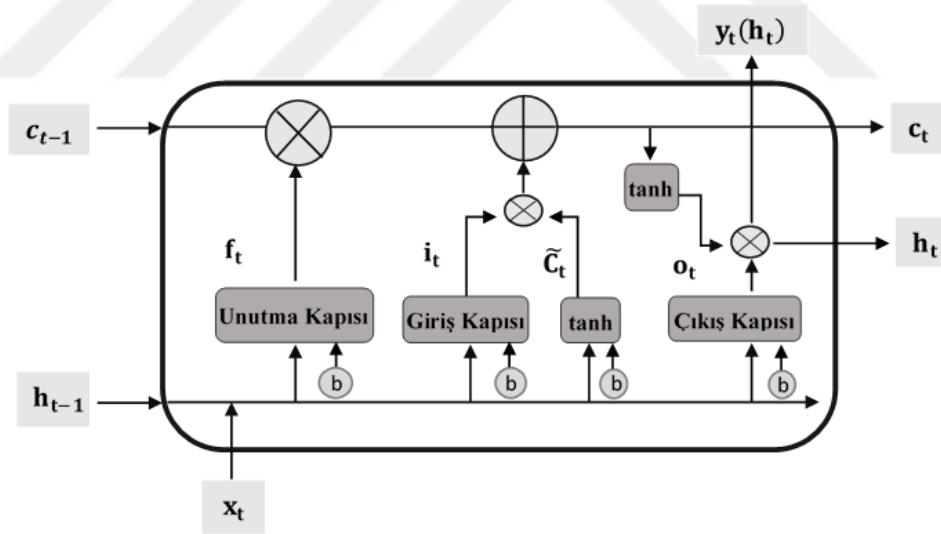 yₜ(hₜ)
cₜ₋₁
cₜ
tanh
hₜ
fₜ
iₜ
C̃ₜ
oₜ
Unutma Kapısı
Giriş Kapısı
tanh
Çıkış Kapısı
b
b
b
b
hₜ₋₁
xₜ